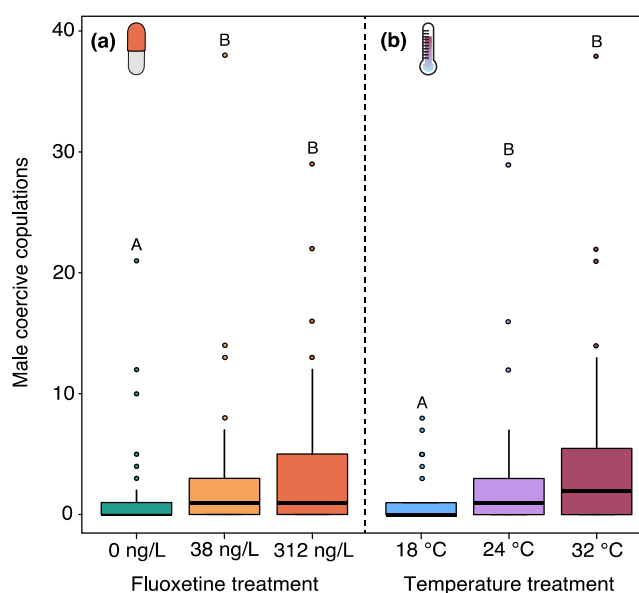 Male coercive copulations
40
30
20
10
0
(a)
A
B
B
0 ng/L
38 ng/L
312 ng/L
Fluoxetine treatment
(b)
A
B
B
18 °C
24 °C
32 °C
Temperature treatment